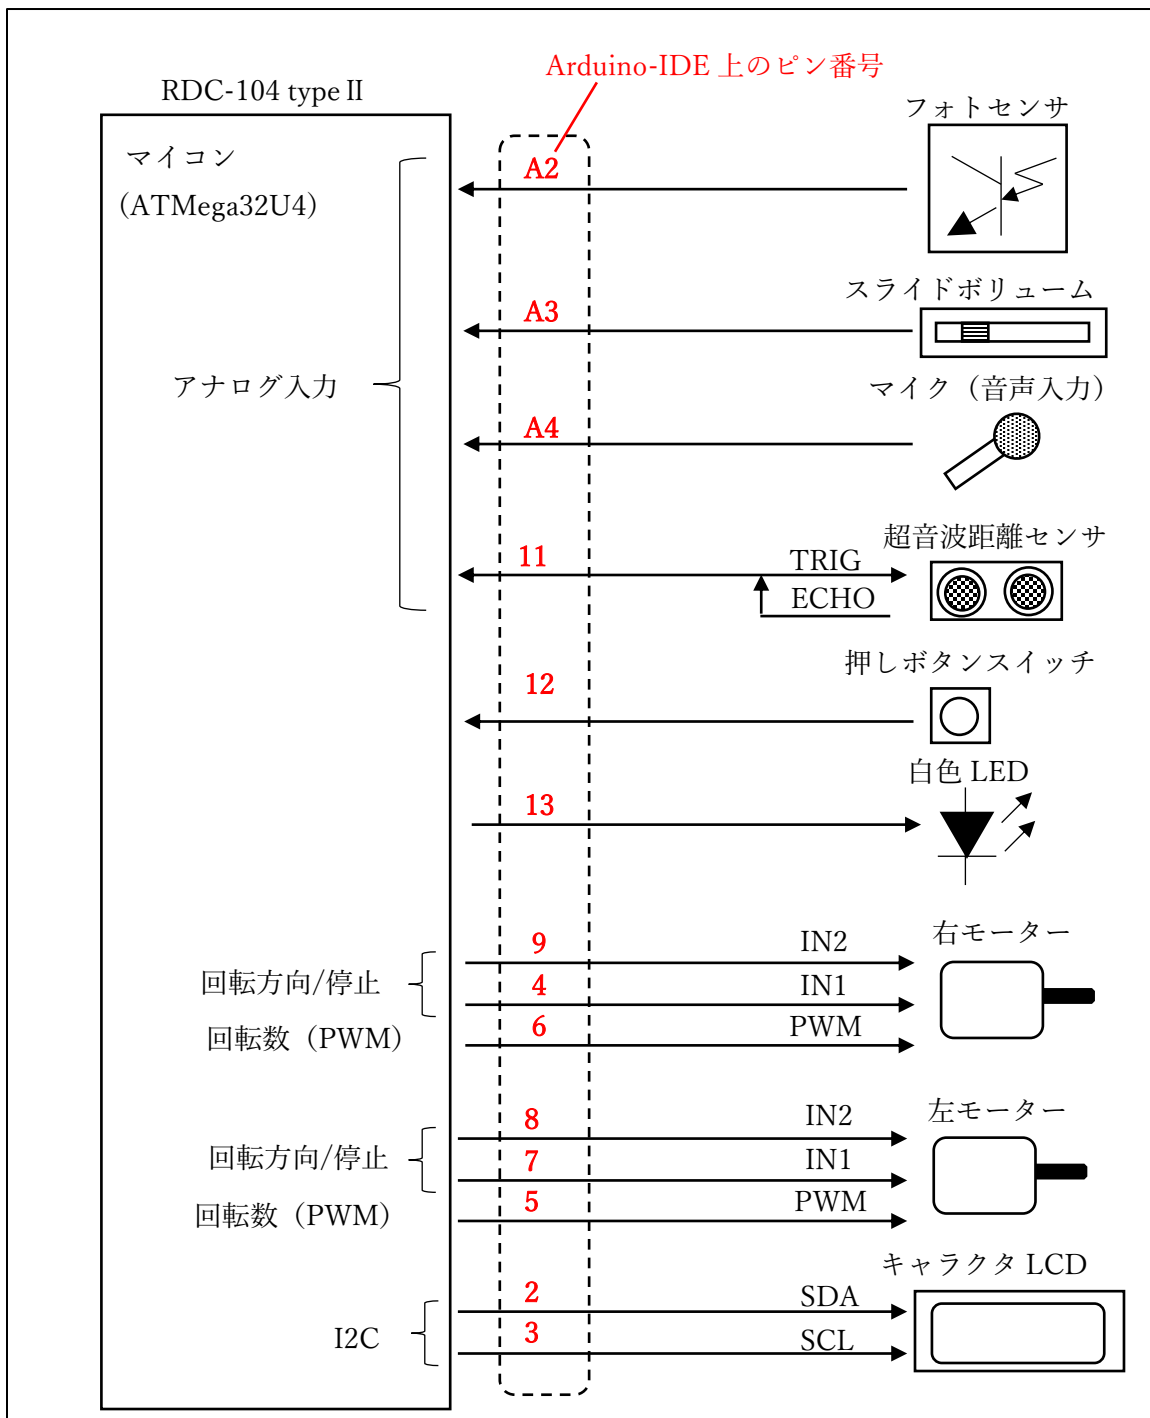 Arduino-IDE 上のピン番号
RDC-104 type Ⅱ
マイコン
(ATMega32U4)
フォトセンサ
A2
スライドボリューム
A3
アナログ入力
マイク（音声入力）
A4
超音波距離センサ
11
TRIG
ECHO
押しボタンスイッチ
12
白色 LED
13
右モーター
9
IN2
回転方向/停止
4
IN1
回転数（PWM）
6
PWM
左モーター
8
IN2
回転方向/停止
7
IN1
回転数（PWM）
5
PWM
キャラクタ LCD
2
SDA
I2C
3
SCL